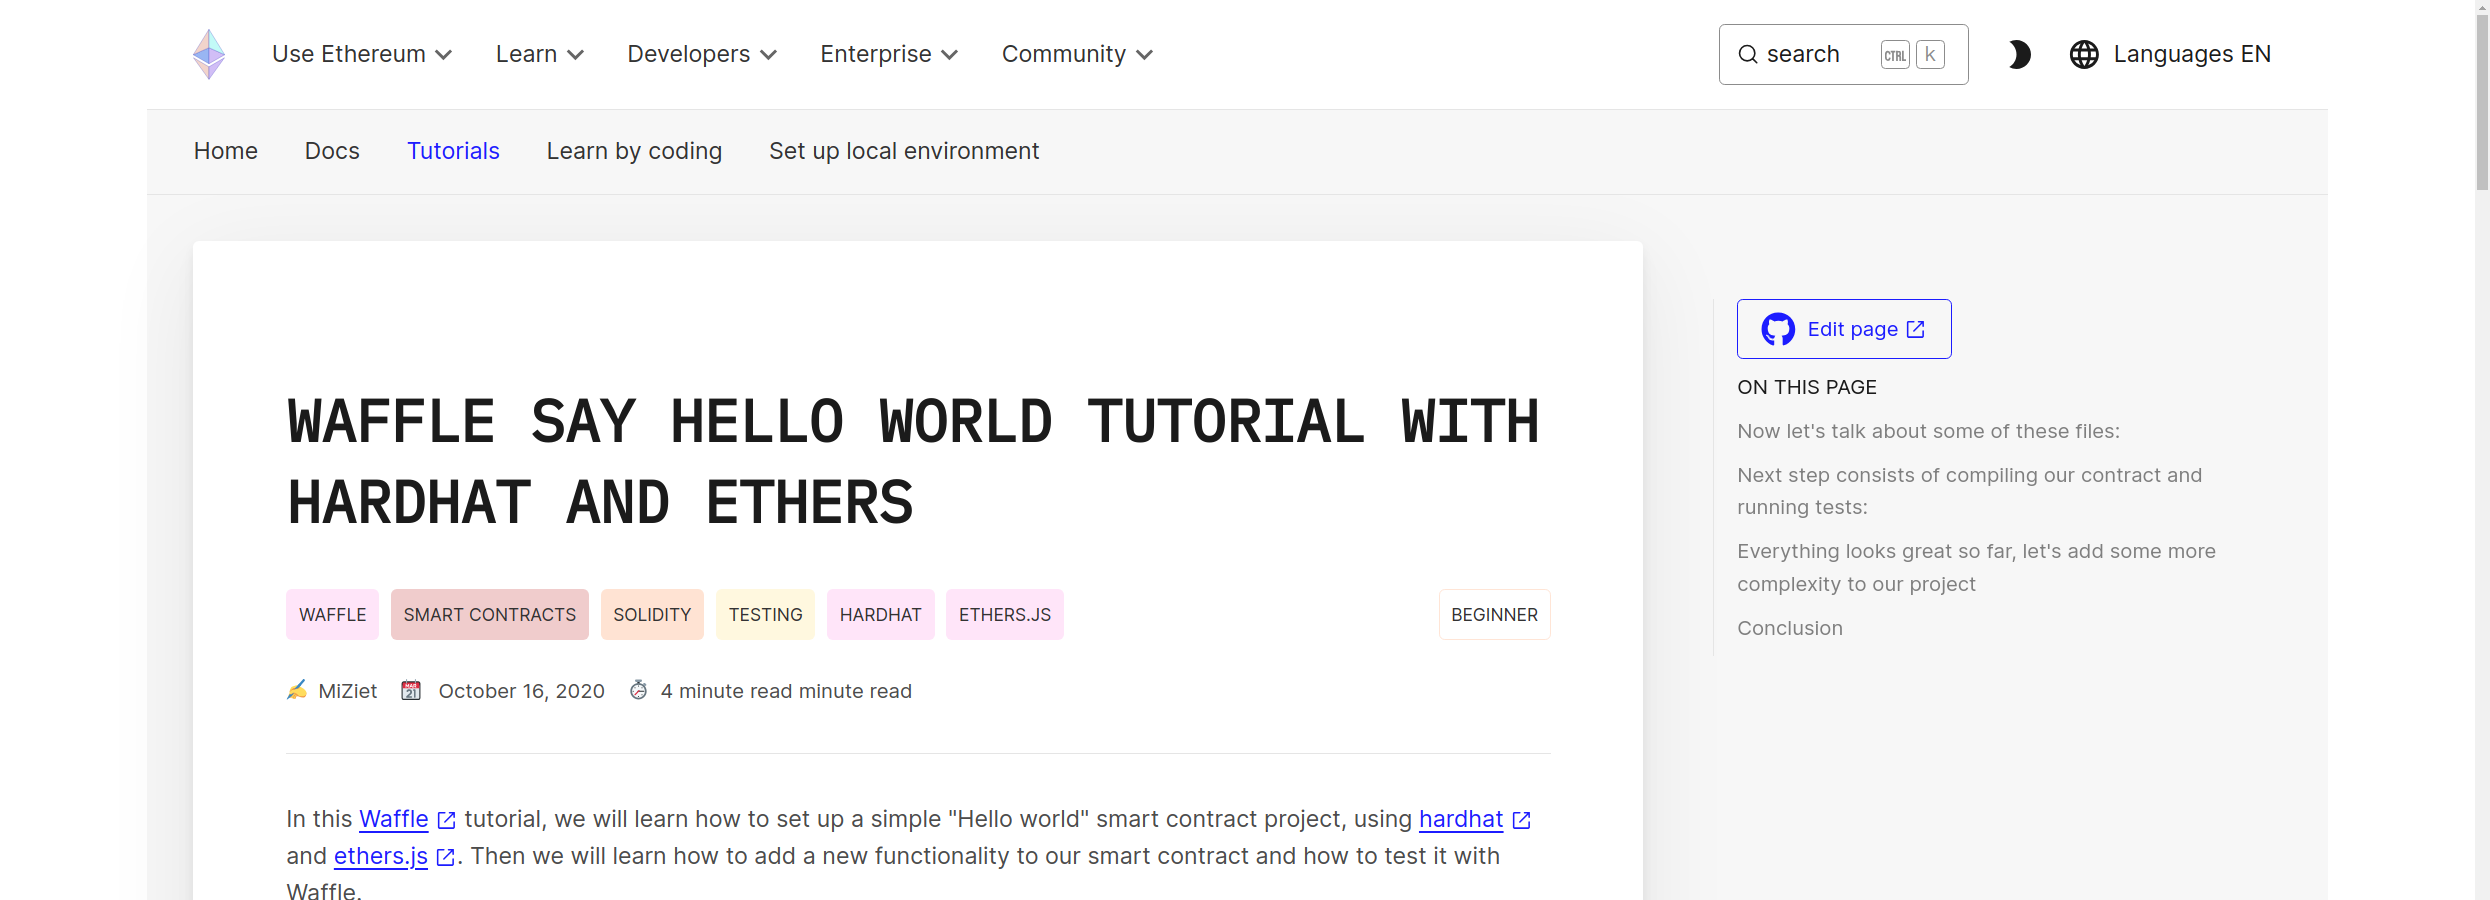 Use Ethereum Learn Developers Enterprise Community search CTRL k Languages EN
Home Docs Tutorials Learn by coding Set up local environment
WAFFLE SAY HELLO WORLD TUTORIAL WITH
HARDHAT AND ETHERS
WAFFLE SMART CONTRACTS SOLIDITY TESTING HARDHAT ETHERS.JS BEGINNER
MiZiet MAR 21 October 16, 2020 4 minute read minute read
In this Waffle tutorial, we will learn how to set up a simple "Hello world" smart contract project, using hardhat
and ethers.js. Then we will learn how to add a new functionality to our smart contract and how to test it with
Waffle.
Edit page
ON THIS PAGE
Now let's talk about some of these files:
Next step consists of compiling our contract and
running tests:
Everything looks great so far, let's add some more
complexity to our project
Conclusion